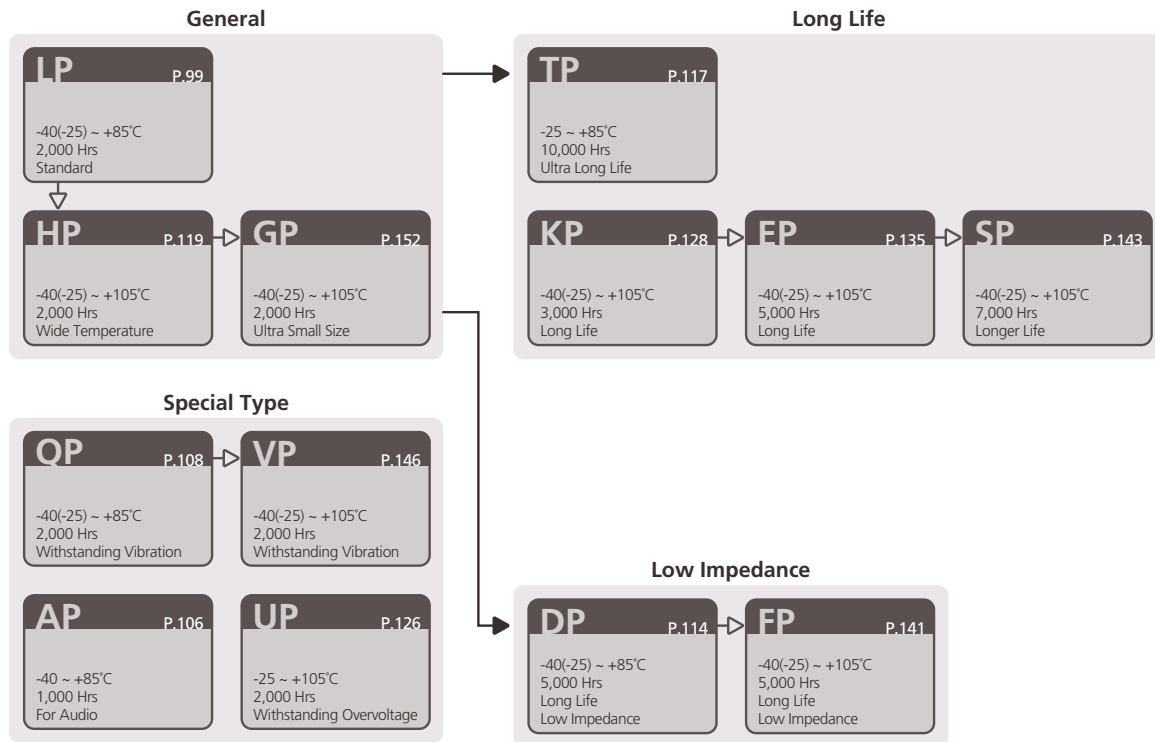 General
LP P.99
-40(-25) ~ +85˚C
2,000 Hrs
Standard
HP P.119
-40(-25) ~ +105˚C
2,000 Hrs
Wide Temperature
GP P.152
-40(-25) ~ +105˚C
2,000 Hrs
Ultra Small Size
Long Life
TP P.117
-25 ~ +85˚C
10,000 Hrs
Ultra Long Life
KP P.128
-40(-25) ~ +105˚C
3,000 Hrs
Long Life
EP P.135
-40(-25) ~ +105˚C
5,000 Hrs
Long Life
SP P.143
-40(-25) ~ +105˚C
7,000 Hrs
Longer Life
Special Type
QP P.108
-40(-25) ~ +85˚C
2,000 Hrs
Withstanding Vibration
VP P.146
-40(-25) ~ +105˚C
2,000 Hrs
Withstanding Vibration
AP P.106
-40 ~ +85˚C
1,000 Hrs
For Audio
UP P.126
-25 ~ +105˚C
2,000 Hrs
Withstanding Overvoltage
Low Impedance
DP P.114
-40(-25) ~ +85˚C
5,000 Hrs
Long Life
Low Impedance
FP P.141
-40(-25) ~ +105˚C
5,000 Hrs
Long Life
Low Impedance